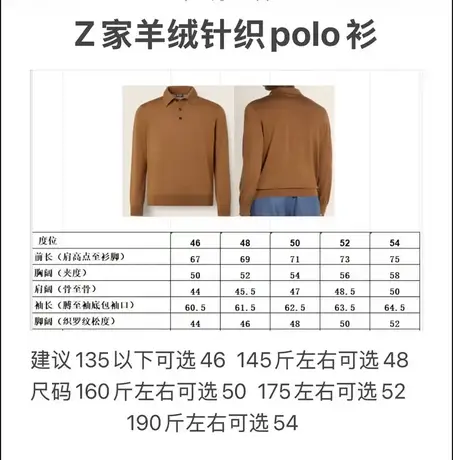 Z家羊绒针织polo衫
度位 46 48 50 52 54
前长（肩高点至衫脚） 67 69 71 73 75
胸阔（夹度） 50 52 54 56 58
肩阔（骨至骨） 44 45.5 47 48.5 50
袖长（膊至袖底包袖口） 60.5 61.5 62.5 63.5 64.5
脚阔（织罗纹松度） 44 46 48 50 52
建议135以下可选46 145斤左右可选48
尺码160斤左右可选50 175左右可选52
190斤左右可选54